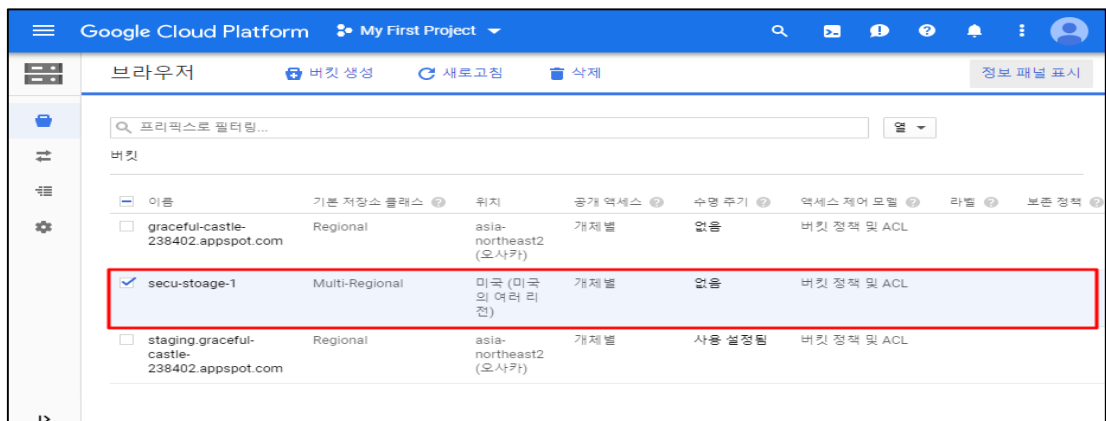 Google Cloud Platform My First Project
브라우저 버킷 생성 새로고침 삭제 정보 패널 표시
프리픽스로 필터링... 열
버킷
이름 기본 저장소 클래스 위치 공개 액세스 수명 주기 액세스 제어 모델 라벨 보존 정책
graceful-castle- Regional asia- 개체별 없음 버킷 정책 및 ACL
238402.appspot.com northeast2
(오사카)
secu-stoage-1 Multi-Regional 미국 (미국 개체별 없음 버킷 정책 및 ACL
의 여러 리
전)
staging.graceful- Regional asia- 개체별 사용 설정됨 버킷 정책 및 ACL
castle- northeast2
238402.appspot.com (오사카)